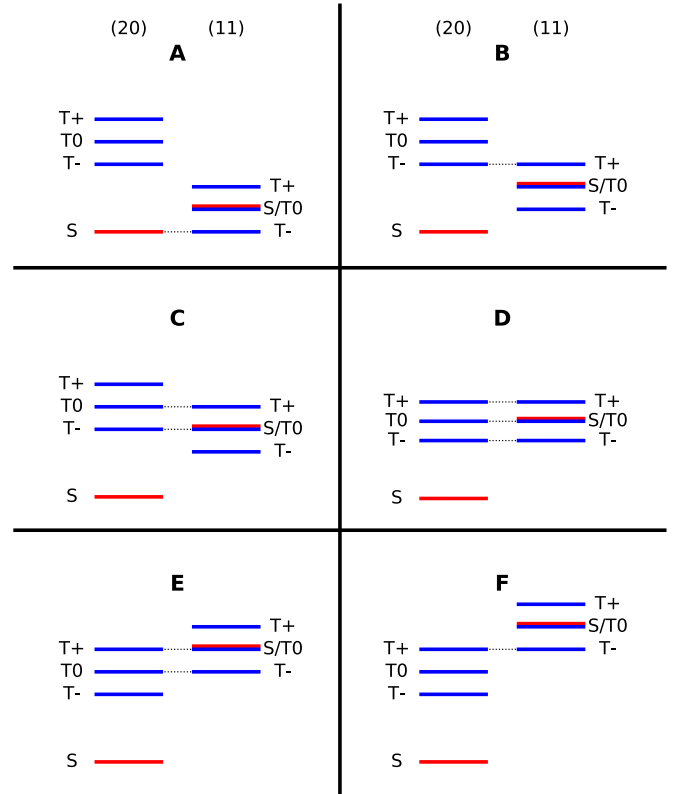 (20) (11) (20) (11)
A B
T+ T+
T0 T0
T- T- T+
T+
S/T0 S/T0
T-
S T- S
C D
T+
T+ T+
T0 T+
T0 S/T0
T- S/T0
T- T-
T-
S S
E F
T+
T+
S/T0
T+ S/T0 T+ T-
T0 T- T0
T- T-
S S